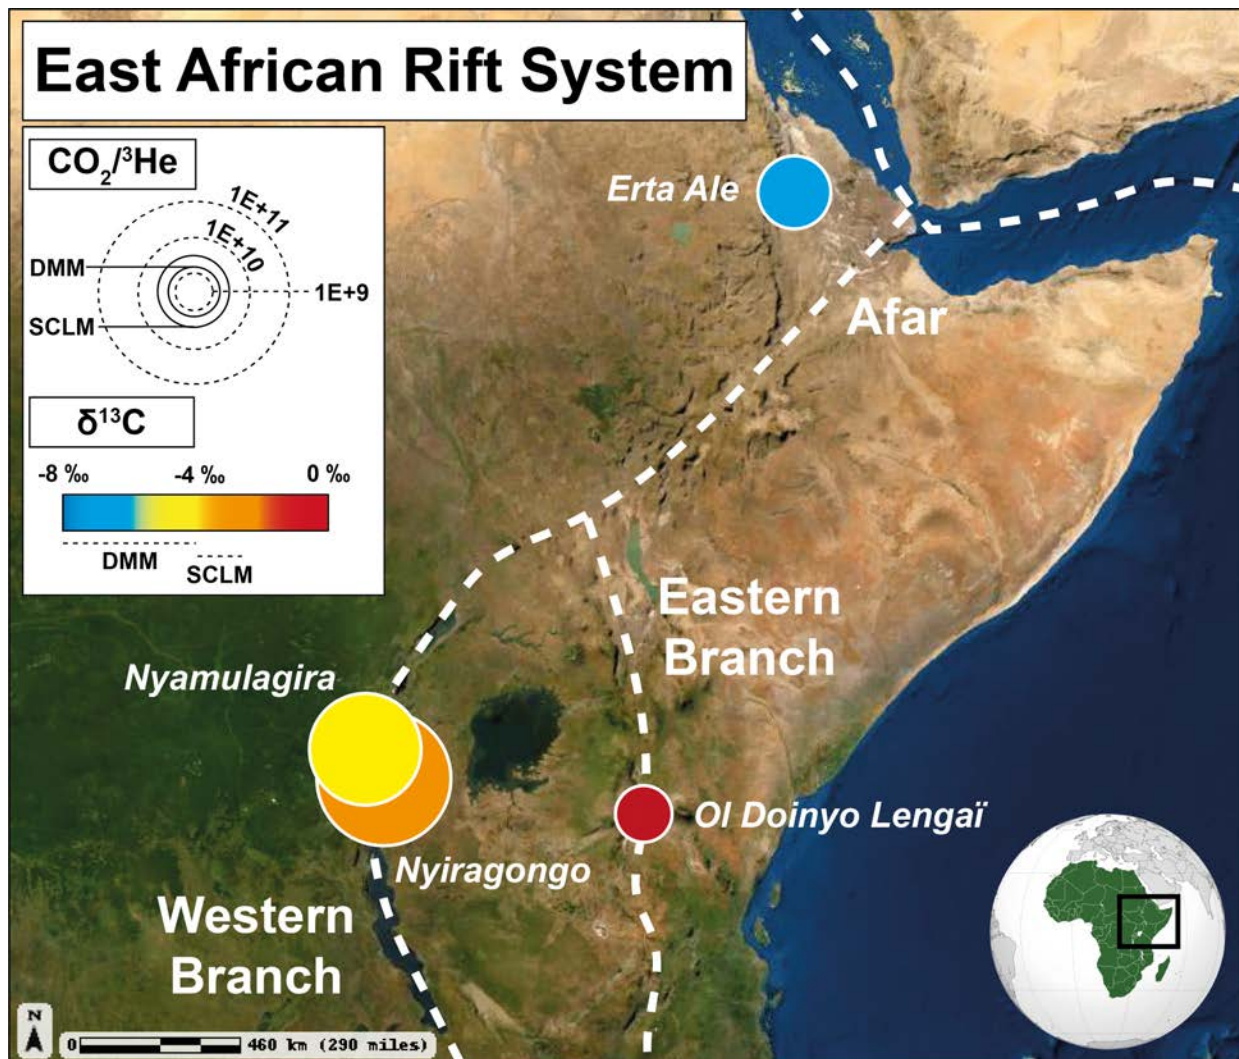 East African Rift System
CO₂/³He
1E+11
1E+10
DMM
1E+9
SCLM
δ¹³C
-8 ‰ -4 ‰ 0 ‰
DMM
SCLM
Erta Ale
Afar
Eastern
Branch
Nyamulagira
Ol Doinyo Lengaï
Nyiragongo
Western
Branch
N
0 460 km (290 miles)